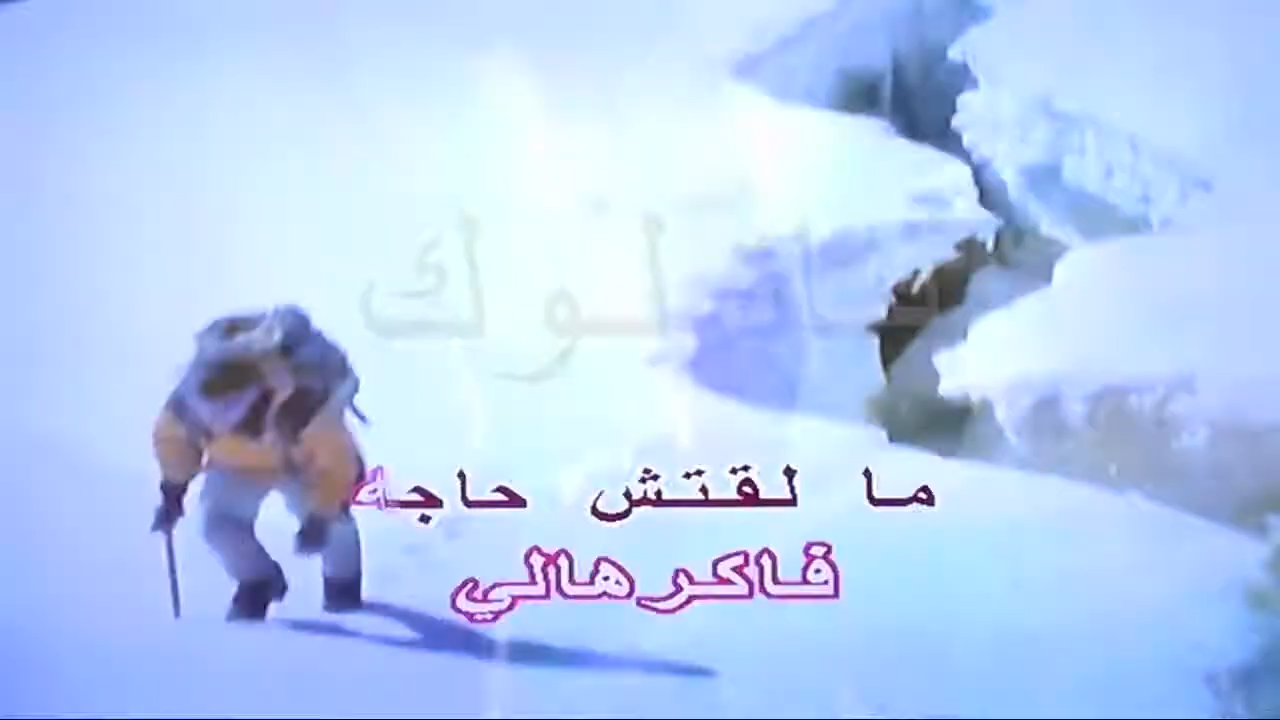 ما لقتش حاجه
فاكرهالي